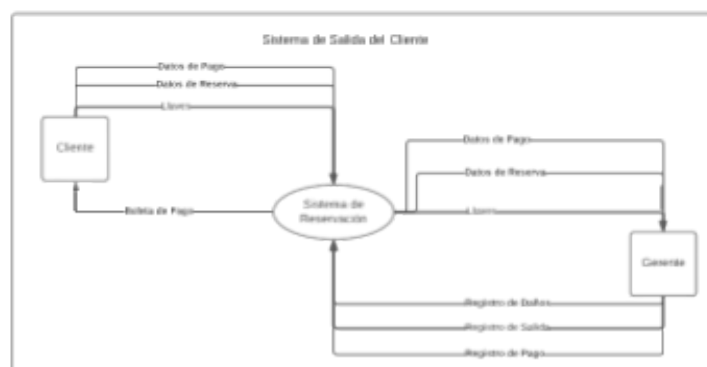 Sistema de Salida del Cliente
Datos de Pago
Datos de Reserva
Llaves
Cliente
Datos de Pago
Datos de Reserva
Boleta de Pago
Sistema de
Reservación
Llaves
Gerente
Registro de Daños
Registro de Salida
Registro de Pago